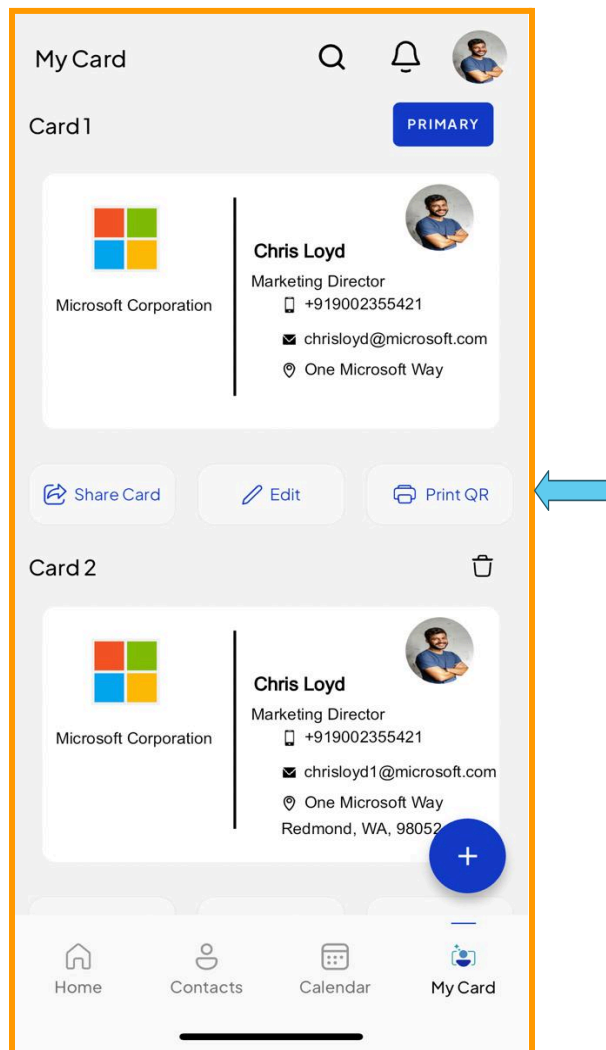 My Card
Card 1
PRIMARY
Chris Loyd
Marketing Director
Microsoft Corporation
+919002355421
chrisloyd@microsoft.com
One Microsoft Way
Share Card
Edit
Print QR
Card 2
Chris Loyd
Marketing Director
Microsoft Corporation
+919002355421
chrisloyd1@microsoft.com
One Microsoft Way
Redmond, WA, 98052
+
Home
Contacts
Calendar
My Card